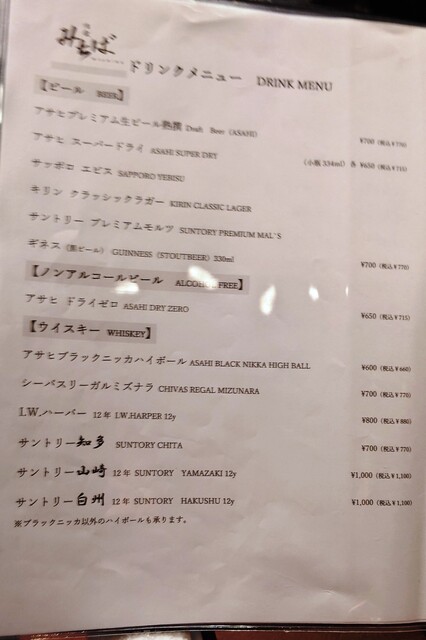 みちば
ドリンクメニュー DRINK MENU
【ビール BEER】
アサヒプレミアム生ビール熟撰 Draft Beer (ASAHI) ¥700 (税込¥770)
アサヒ スーパードライ ASAHI SUPER DRY (小瓶 334ml) 各 ¥650 (税込¥715)
サッポロ エビス SAPPORO YEBISU
キリン クラッシックラガー KIRIN CLASSIC LAGER
サントリー プレミアムモルツ SUNTORY PREMIUM MAL'S
ギネス (黒ビール) GUINNESS (STOUTBEER) 330ml ¥700 (税込¥770)
【ノンアルコールビール ALCOHOL FREE】
アサヒ ドライゼロ ASAHI DRY ZERO ¥650 (税込¥715)
【ウイスキー WHISKEY】
アサヒブラックニッカハイボール ASAHI BLACK NIKKA HIGH BALL ¥600 (税込¥660)
シーバスリーガルミズナラ CHIVAS REGAL MIZUNARA ¥700 (税込¥770)
I.W.ハーパー 12年 I.W.HARPER 12y ¥800 (税込¥880)
サントリー知多 SUNTORY CHITA ¥700 (税込¥770)
サントリー山崎 12年 SUNTORY YAMAZAKI 12y ¥1,000 (税込¥1,100)
サントリー白州 12年 SUNTORY HAKUSHU 12y ¥1,000 (税込¥1,100)
※ブラックニッカ以外のハイボールも承ります。